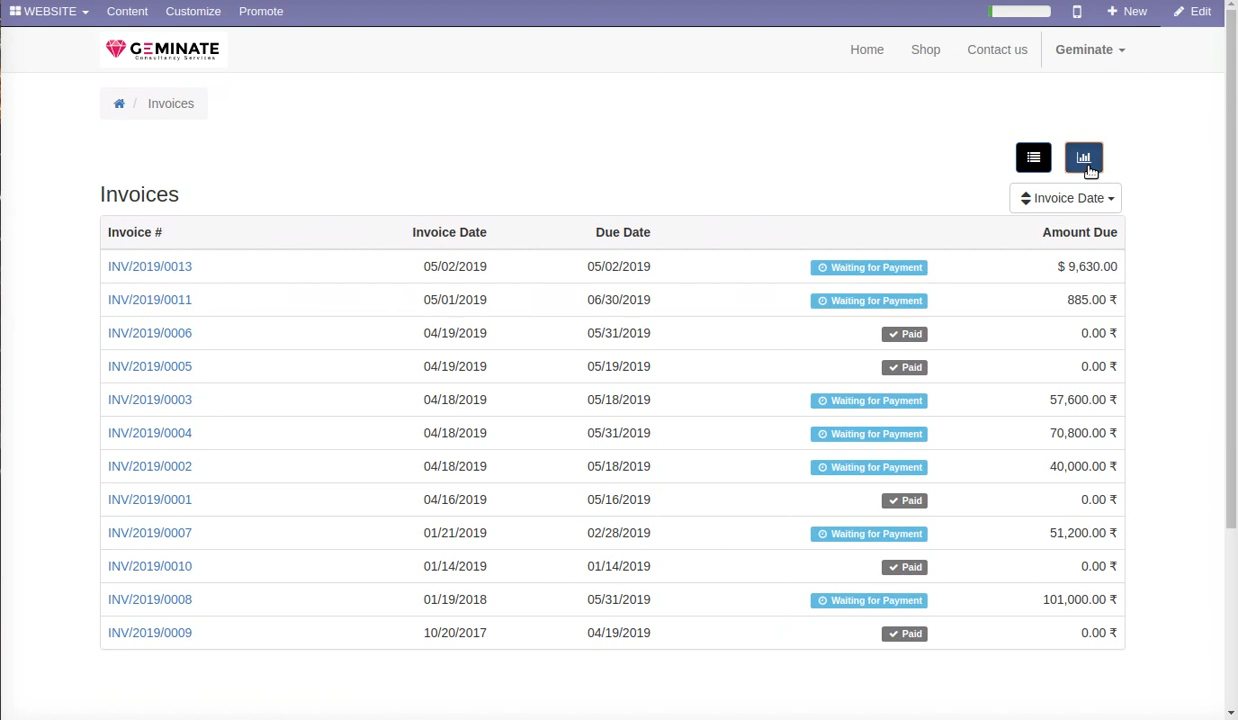 WEBSITE Content Customize Promote New Edit
GEMINATE
Consultancy Services
Home Shop Contact us Geminate
/ Invoices
Invoices
Invoice Date
Invoice # Invoice Date Due Date Amount Due
INV/2019/0013 05/02/2019 05/02/2019 Waiting for Payment $ 9,630.00
INV/2019/0011 05/01/2019 06/30/2019 Waiting for Payment 885.00 ₹
INV/2019/0006 04/19/2019 05/31/2019 Paid 0.00 ₹
INV/2019/0005 04/19/2019 05/19/2019 Paid 0.00 ₹
INV/2019/0003 04/18/2019 05/18/2019 Waiting for Payment 57,600.00 ₹
INV/2019/0004 04/18/2019 05/31/2019 Waiting for Payment 70,800.00 ₹
INV/2019/0002 04/18/2019 05/18/2019 Waiting for Payment 40,000.00 ₹
INV/2019/0001 04/16/2019 05/16/2019 Paid 0.00 ₹
INV/2019/0007 01/21/2019 02/28/2019 Waiting for Payment 51,200.00 ₹
INV/2019/0010 01/14/2019 01/14/2019 Paid 0.00 ₹
INV/2019/0008 01/19/2018 05/31/2019 Waiting for Payment 101,000.00 ₹
INV/2019/0009 10/20/2017 04/19/2019 Paid 0.00 ₹